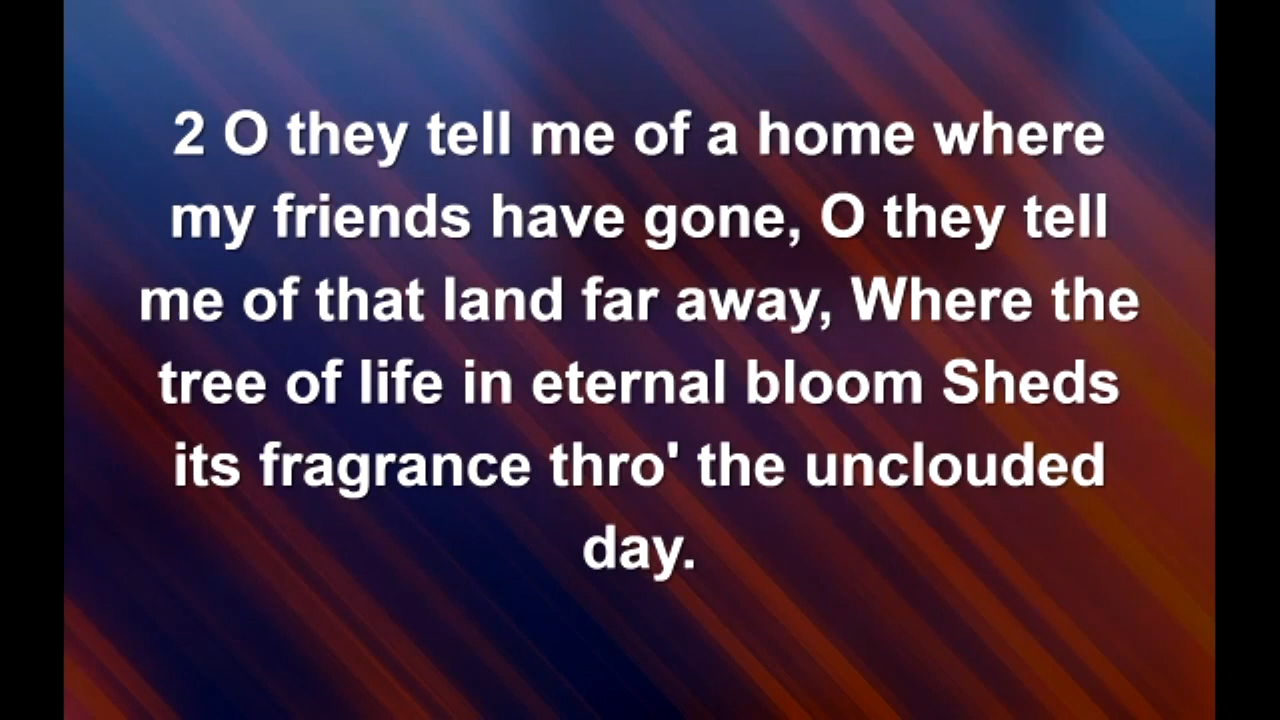 2 O they tell me of a home where
my friends have gone, O they tell
me of that land far away, Where the
tree of life in eternal bloom Sheds
its fragrance thro' the unclouded
day.